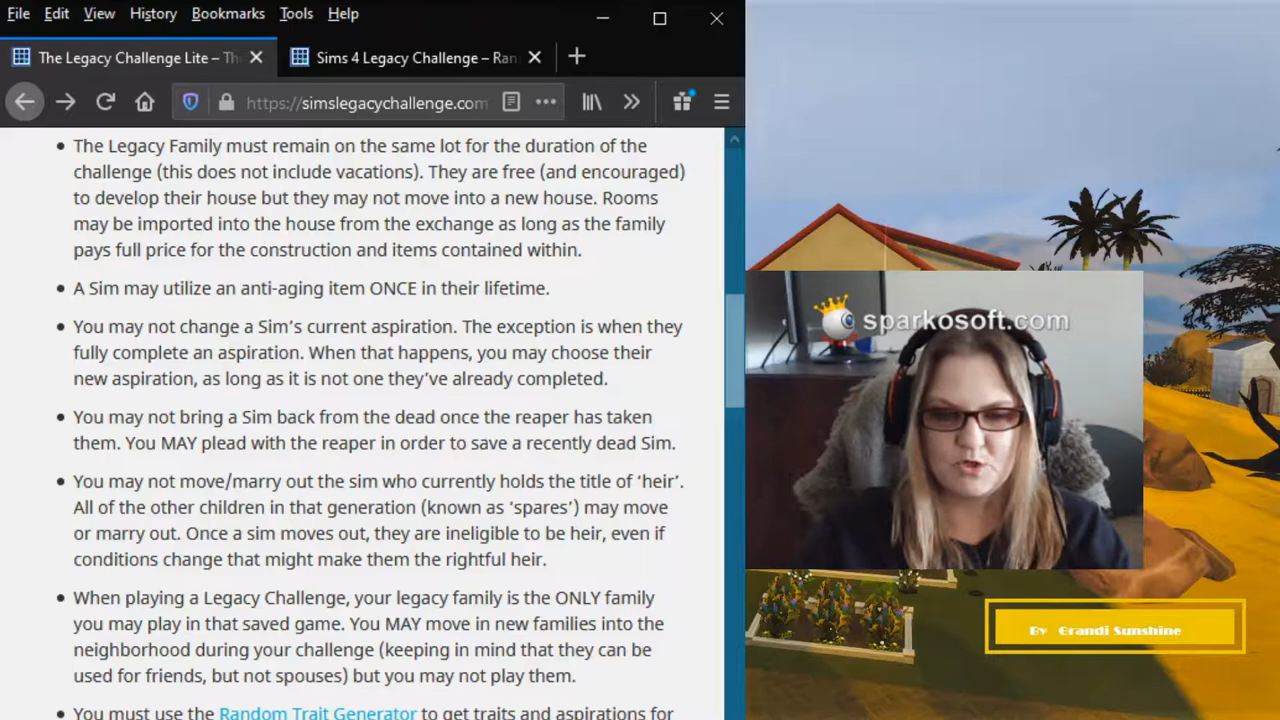 File Edit View History Bookmarks Tools Help
The Legacy Challenge Lite – Th
Sims 4 Legacy Challenge – Ran
https://simslegacychallenge.com
• The Legacy Family must remain on the same lot for the duration of the
challenge (this does not include vacations). They are free (and encouraged)
to develop their house but they may not move into a new house. Rooms
may be imported into the house from the exchange as long as the family
pays full price for the construction and items contained within.
• A Sim may utilize an anti-aging item ONCE in their lifetime.
• You may not change a Sim’s current aspiration. The exception is when they
fully complete an aspiration. When that happens, you may choose their
new aspiration, as long as it is not one they’ve already completed.
• You may not bring a Sim back from the dead once the reaper has taken
them. You MAY plead with the reaper in order to save a recently dead Sim.
• You may not move/marry out the sim who currently holds the title of ‘heir’.
All of the other children in that generation (known as ‘spares’) may move
or marry out. Once a sim moves out, they are ineligible to be heir, even if
conditions change that might make them the rightful heir.
• When playing a Legacy Challenge, your legacy family is the ONLY family
you may play in that saved game. You MAY move in new families into the
neighborhood during your challenge (keeping in mind that they can be
used for friends, but not spouses) but you may not play them.
• You must use the Random Trait Generator to get traits and aspirations for
sparkosoft.com
By Grandi Sunshine